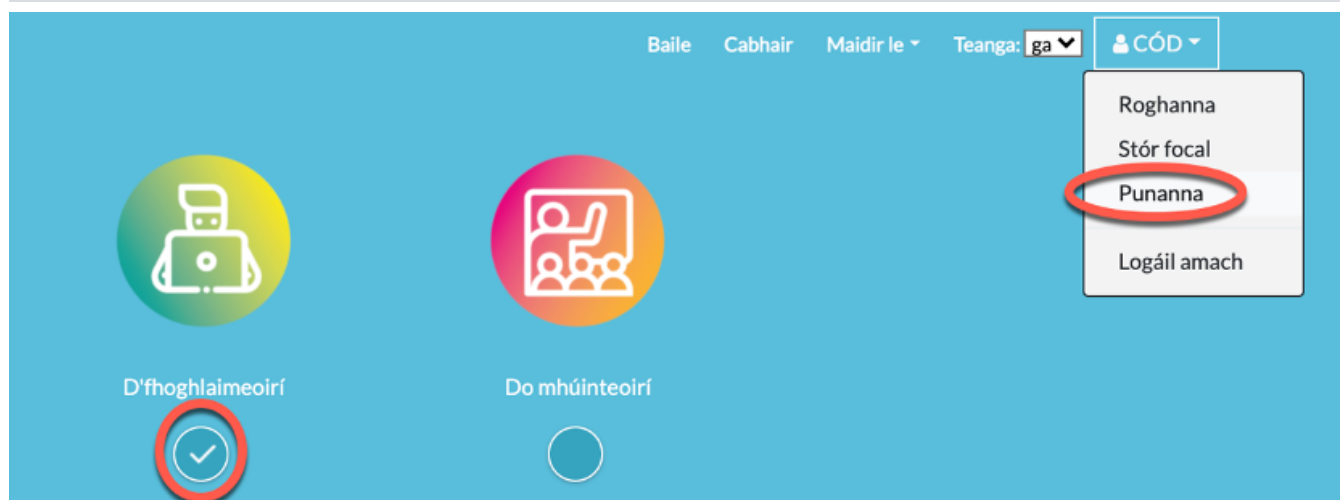 Baile Cabhair Maidir le Teanga: ga CÓD
Roghanna
Stór focal
Punanna
Logáil amach
D'fhoghlaimeoirí Do mhúinteoirí